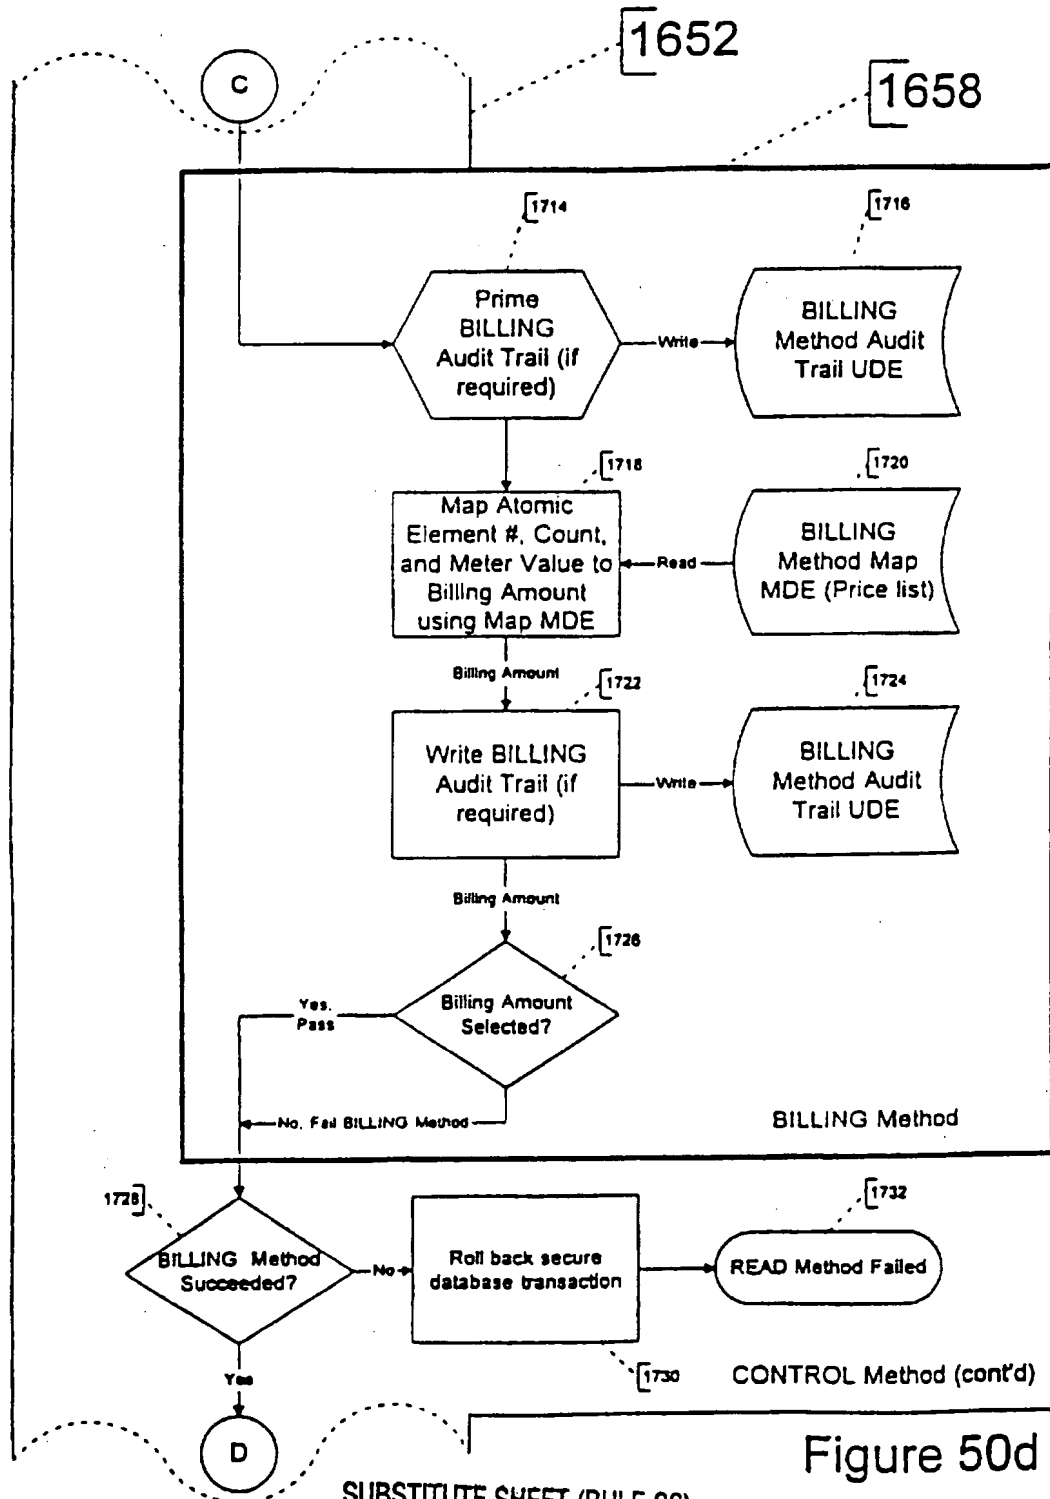 1652
C
1658
1714
1716
Prime
BILLING
Audit Trail (if
required)
Write
BILLING
Method Audit
Trail UDE
1718
1720
Map Atomic
Element #, Count,
and Meter Value to
Billing Amount
using Map MDE
Read
BILLING
Method Map
MDE (Price list)
Billing Amount
1722
1724
Write BILLING
Audit Trail (if
required)
Write
BILLING
Method Audit
Trail UDE
Billing Amount
1726
Billing Amount
Selected?
Yes,
Pass
No, Fail BILLING Method
BILLING Method
1728
1732
BILLING Method
Succeeded?
No
Roll back secure
database transaction
READ Method Failed
Yes
1730
CONTROL Method (cont'd)
D
Figure 50d
SUBSTITUTE SHEET (RULE 26)